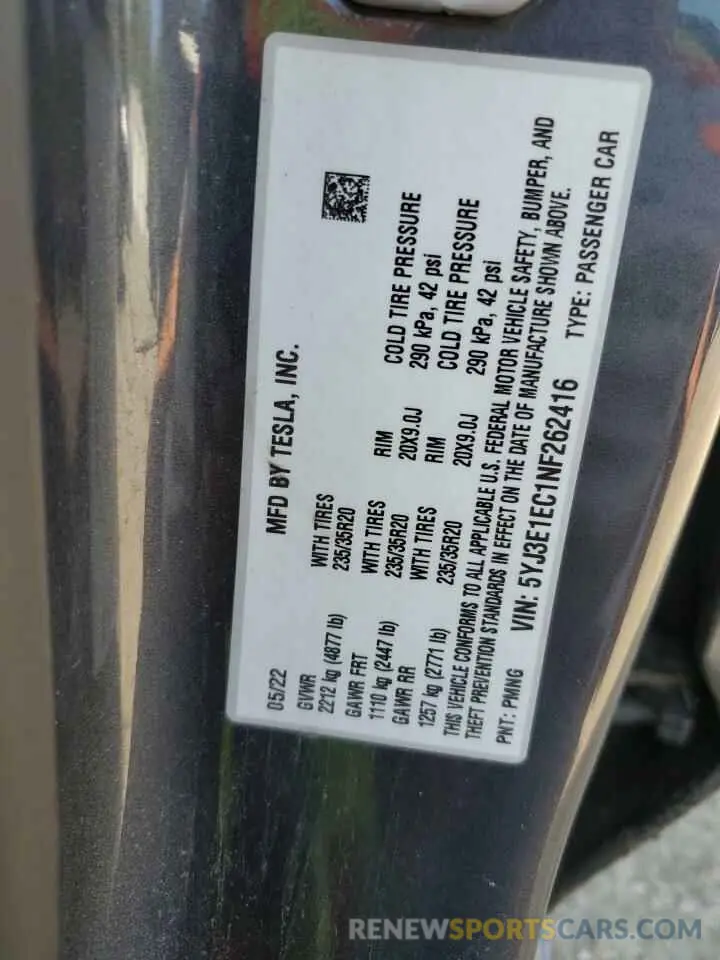 MFD BY TESLA, INC.
05/22
GVWR WITH TIRES
2212 kg (4877 lb) 235/35R20
GAWR FRT WITH TIRES RIM COLD TIRE PRESSURE
1110 kg (2447 lb) 235/35R20 20X9.0J 290 kPa, 42 psi
GAWR RR WITH TIRES RIM COLD TIRE PRESSURE
1257 kg (2771 lb) 235/35R20 20X9.0J 290 kPa, 42 psi
THIS VEHICLE CONFORMS TO ALL APPLICABLE U.S. FEDERAL MOTOR VEHICLE SAFETY, BUMPER, AND
THEFT PREVENTION STANDARDS IN EFFECT ON THE DATE OF MANUFACTURE SHOWN ABOVE.
PNT: PMNG VIN: 5YJ3E1EC1NF262416 TYPE: PASSENGER CAR
RENEWSPORTSCARS.COM